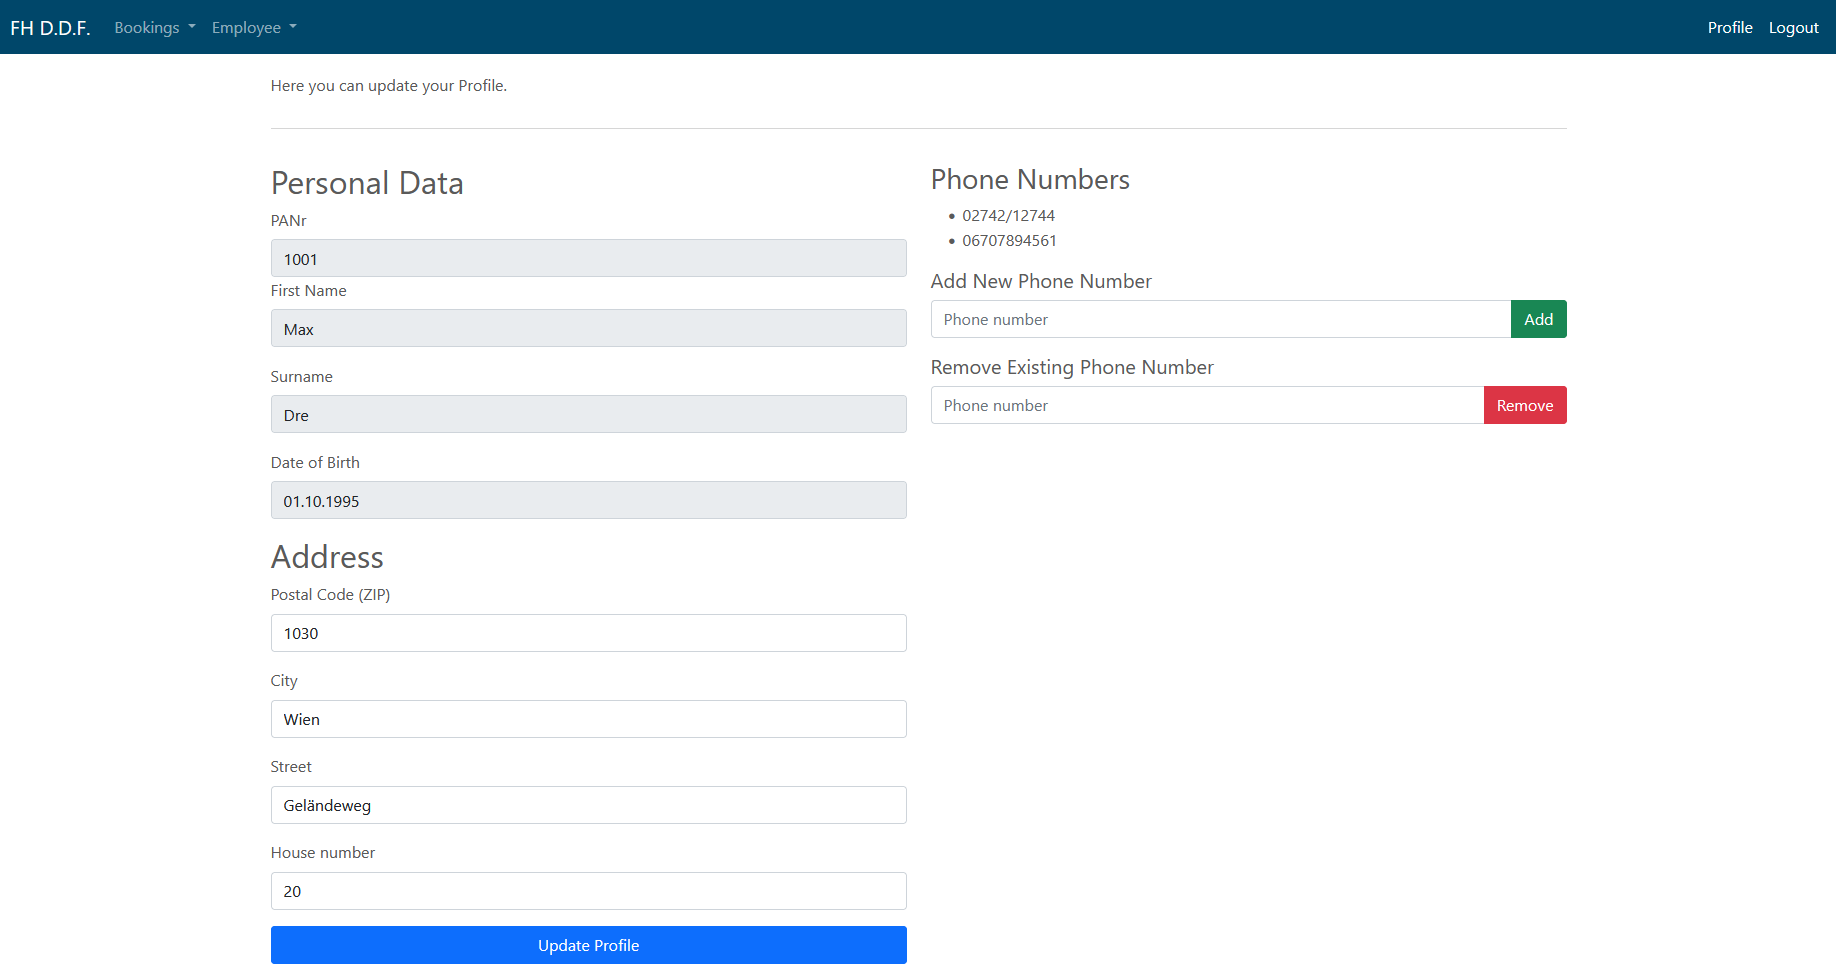 FH D.D.F. Bookings Employee Profile Logout
Here you can update your Profile.
Personal Data
PANr
1001
First Name
Max
Surname
Dre
Date of Birth
01.10.1995
Address
Postal Code (ZIP)
1030
City
Wien
Street
Geländeweg
House number
20
Update Profile
Phone Numbers
• 02742/12744
• 06707894561
Add New Phone Number
Phone number Add
Remove Existing Phone Number
Phone number Remove